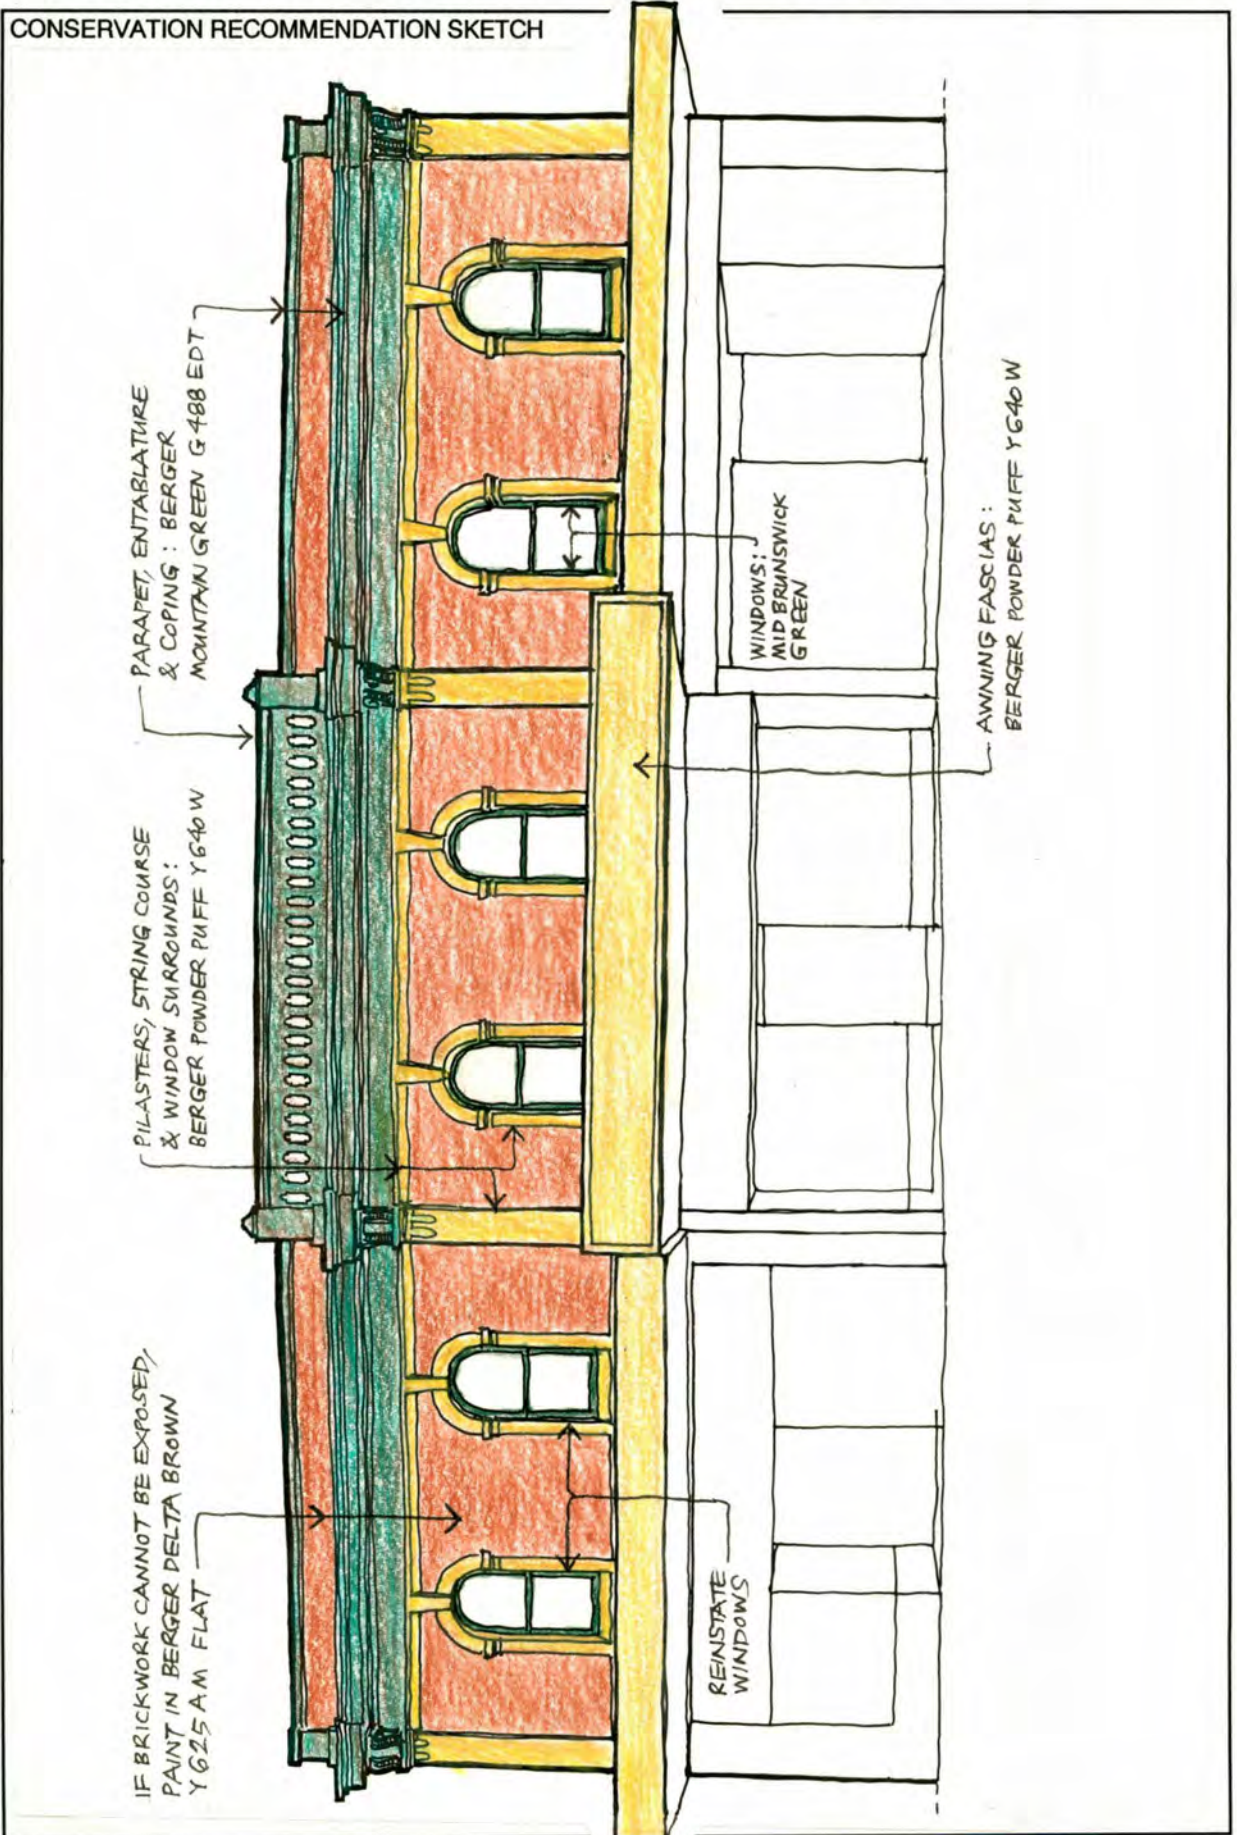 CONSERVATION RECOMMENDATION SKETCH
IF BRICKWORK CANNOT BE EXPOSED,
PAINT IN BERGER DELTA BROWN
Y625 AM FLAT
PILASTERS, STRING COURSE
& WINDOW SURROUNDS:
BERGER POWDER PUFF Y640W
PARAPET, ENTABLATURE
& COPING: BERGER
MOUNTAIN GREEN G488 EDT
REINSTATE
WINDOWS
WINDOWS:
MID BRUNSWICK
GREEN
AWNING FASCIAS:
BERGER POWDER PUFF Y640W